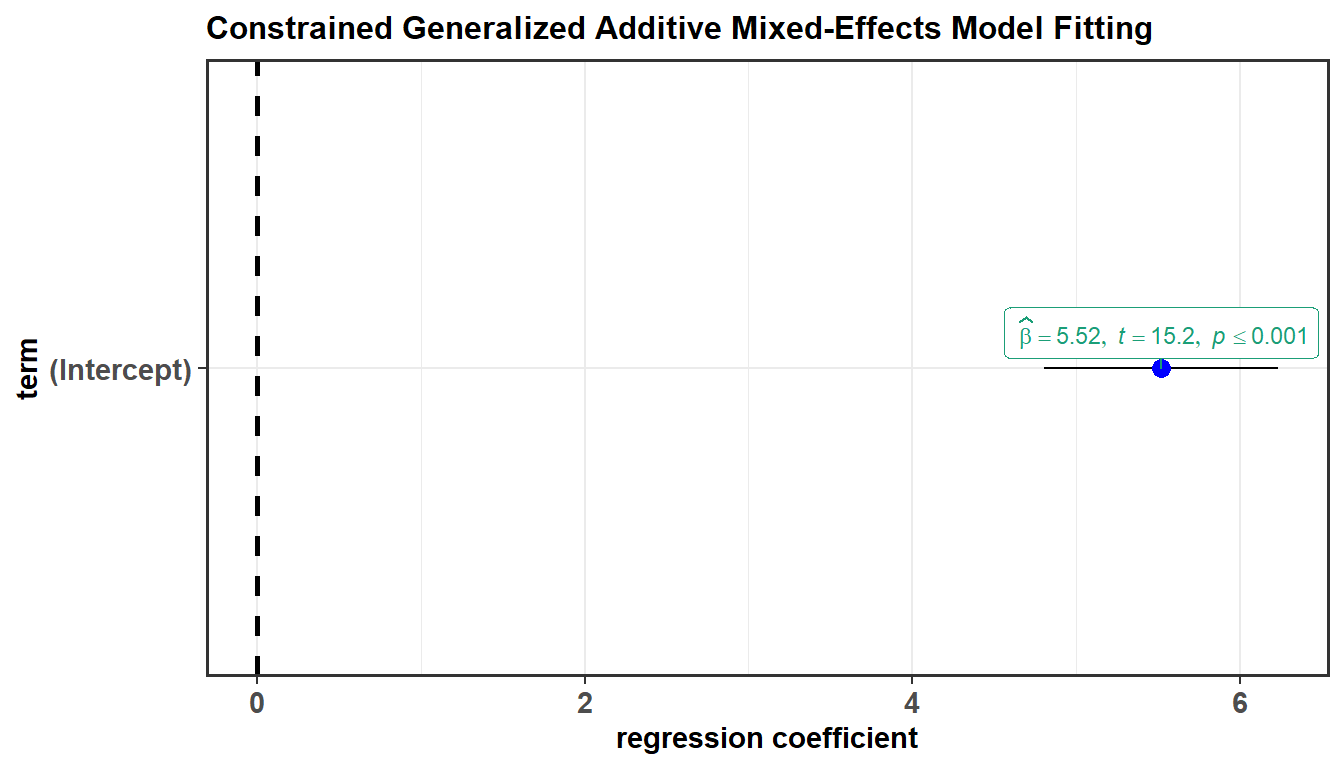 Constrained Generalized Additive Mixed-Effects Model Fitting
term
(Intercept)
β̂ = 5.52, t = 15.2, p ≤ 0.001
0 2 4 6
regression coefficient